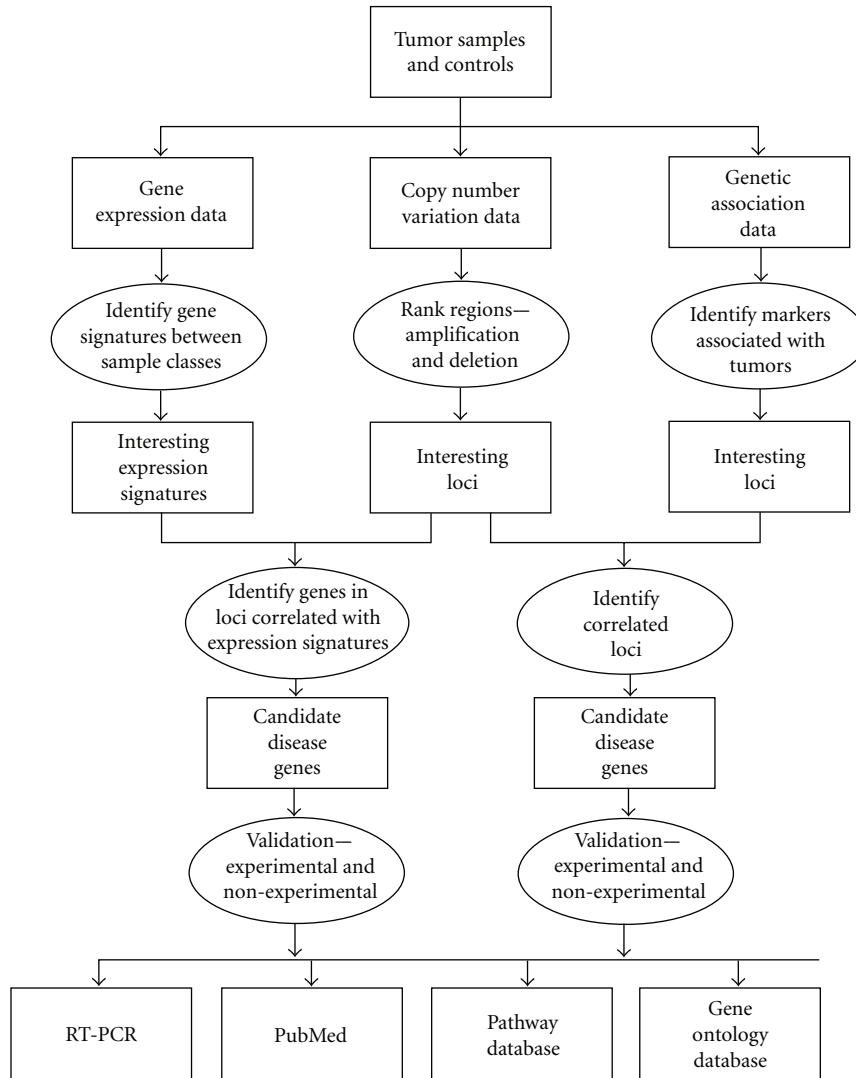 Tumor samples
and controls
Gene
expression data
Copy number
variation data
Genetic
association
data
Identify gene
signatures between
sample classes
Rank regions—
amplification
and deletion
Identify markers
associated with
tumors
Interesting
expression
signatures
Interesting
loci
Interesting
loci
Identify genes in
loci correlated with
expression signatures
Identify
correlated
loci
Candidate
disease
genes
Candidate
disease
genes
Validation—
experimental and
non-experimental
Validation—
experimental and
non-experimental
RT-PCR
PubMed
Pathway
database
Gene
ontology
database